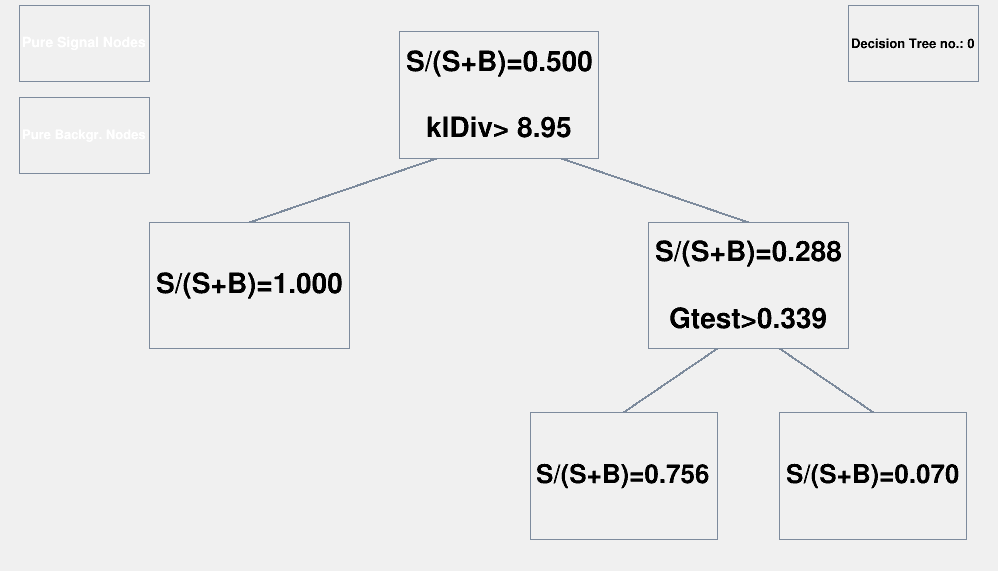 Pure Signal Nodes
Pure Backgr. Nodes
Decision Tree no.: 0
S/(S+B)=0.500
klDiv> 8.95
S/(S+B)=1.000
S/(S+B)=0.288
Gtest>0.339
S/(S+B)=0.756
S/(S+B)=0.070